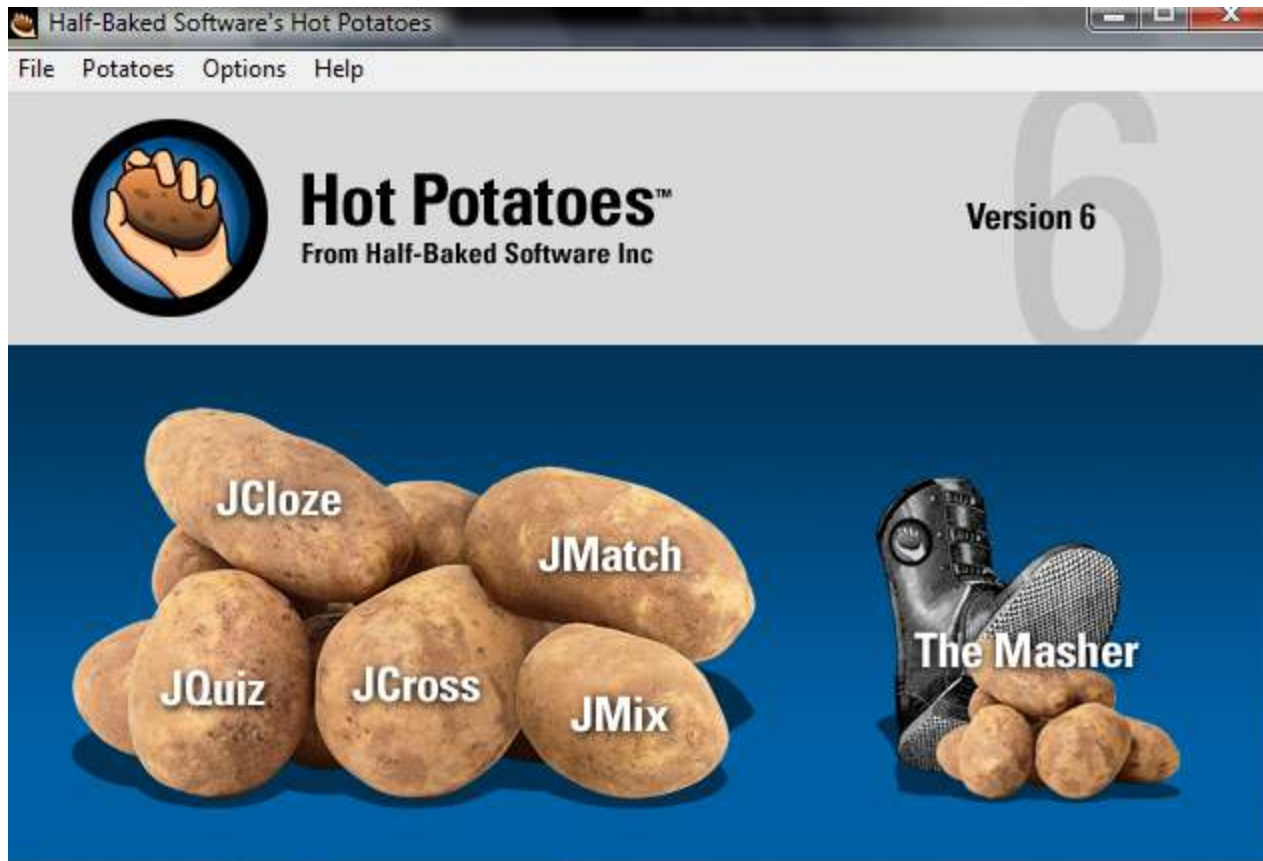 Half-Baked Software's Hot Potatoes
File Potatoes Options Help
6
Hot Potatoes™
From Half-Baked Software Inc
Version 6
JCloze
JMatch
The Masher
JQuiz
JCross
JMix